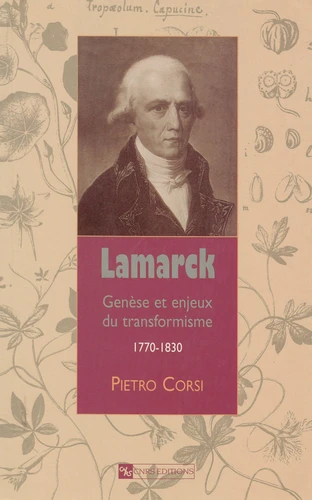 Tropæolum. Capucine
Lamarck
Genèse et enjeux
du transformisme
1770-1830
PIETRO CORSI
CNRS EDITIONS